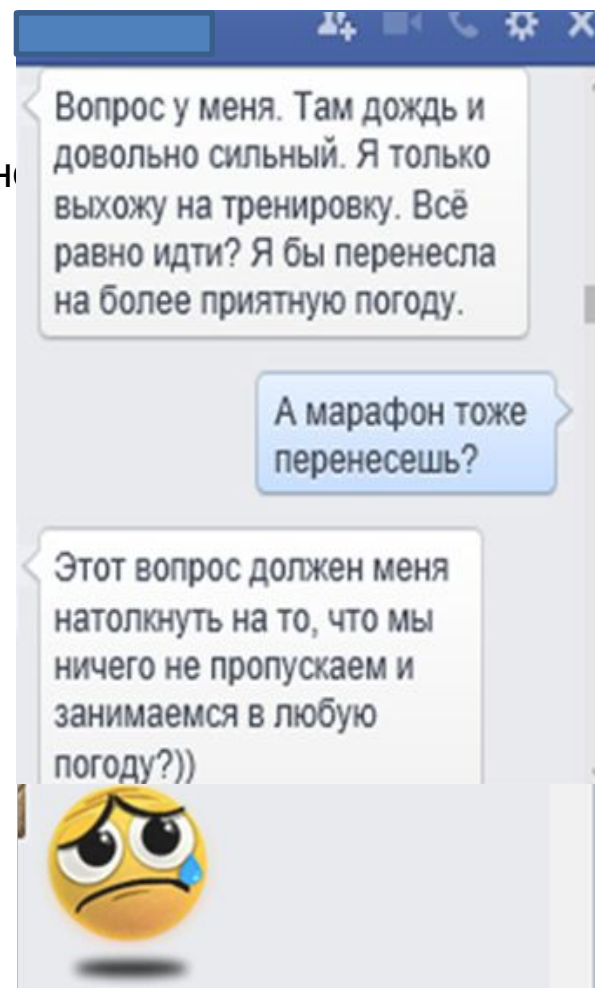 Вопрос у меня. Там дождь и
довольно сильный. Я только
выхожу на тренировку. Всё
равно идти? Я бы перенесла
на более приятную погоду.
А марафон тоже
перенесешь?
Этот вопрос должен меня
натолкнуть на то, что мы
ничего не пропускаем и
занимаемся в любую
погоду?))